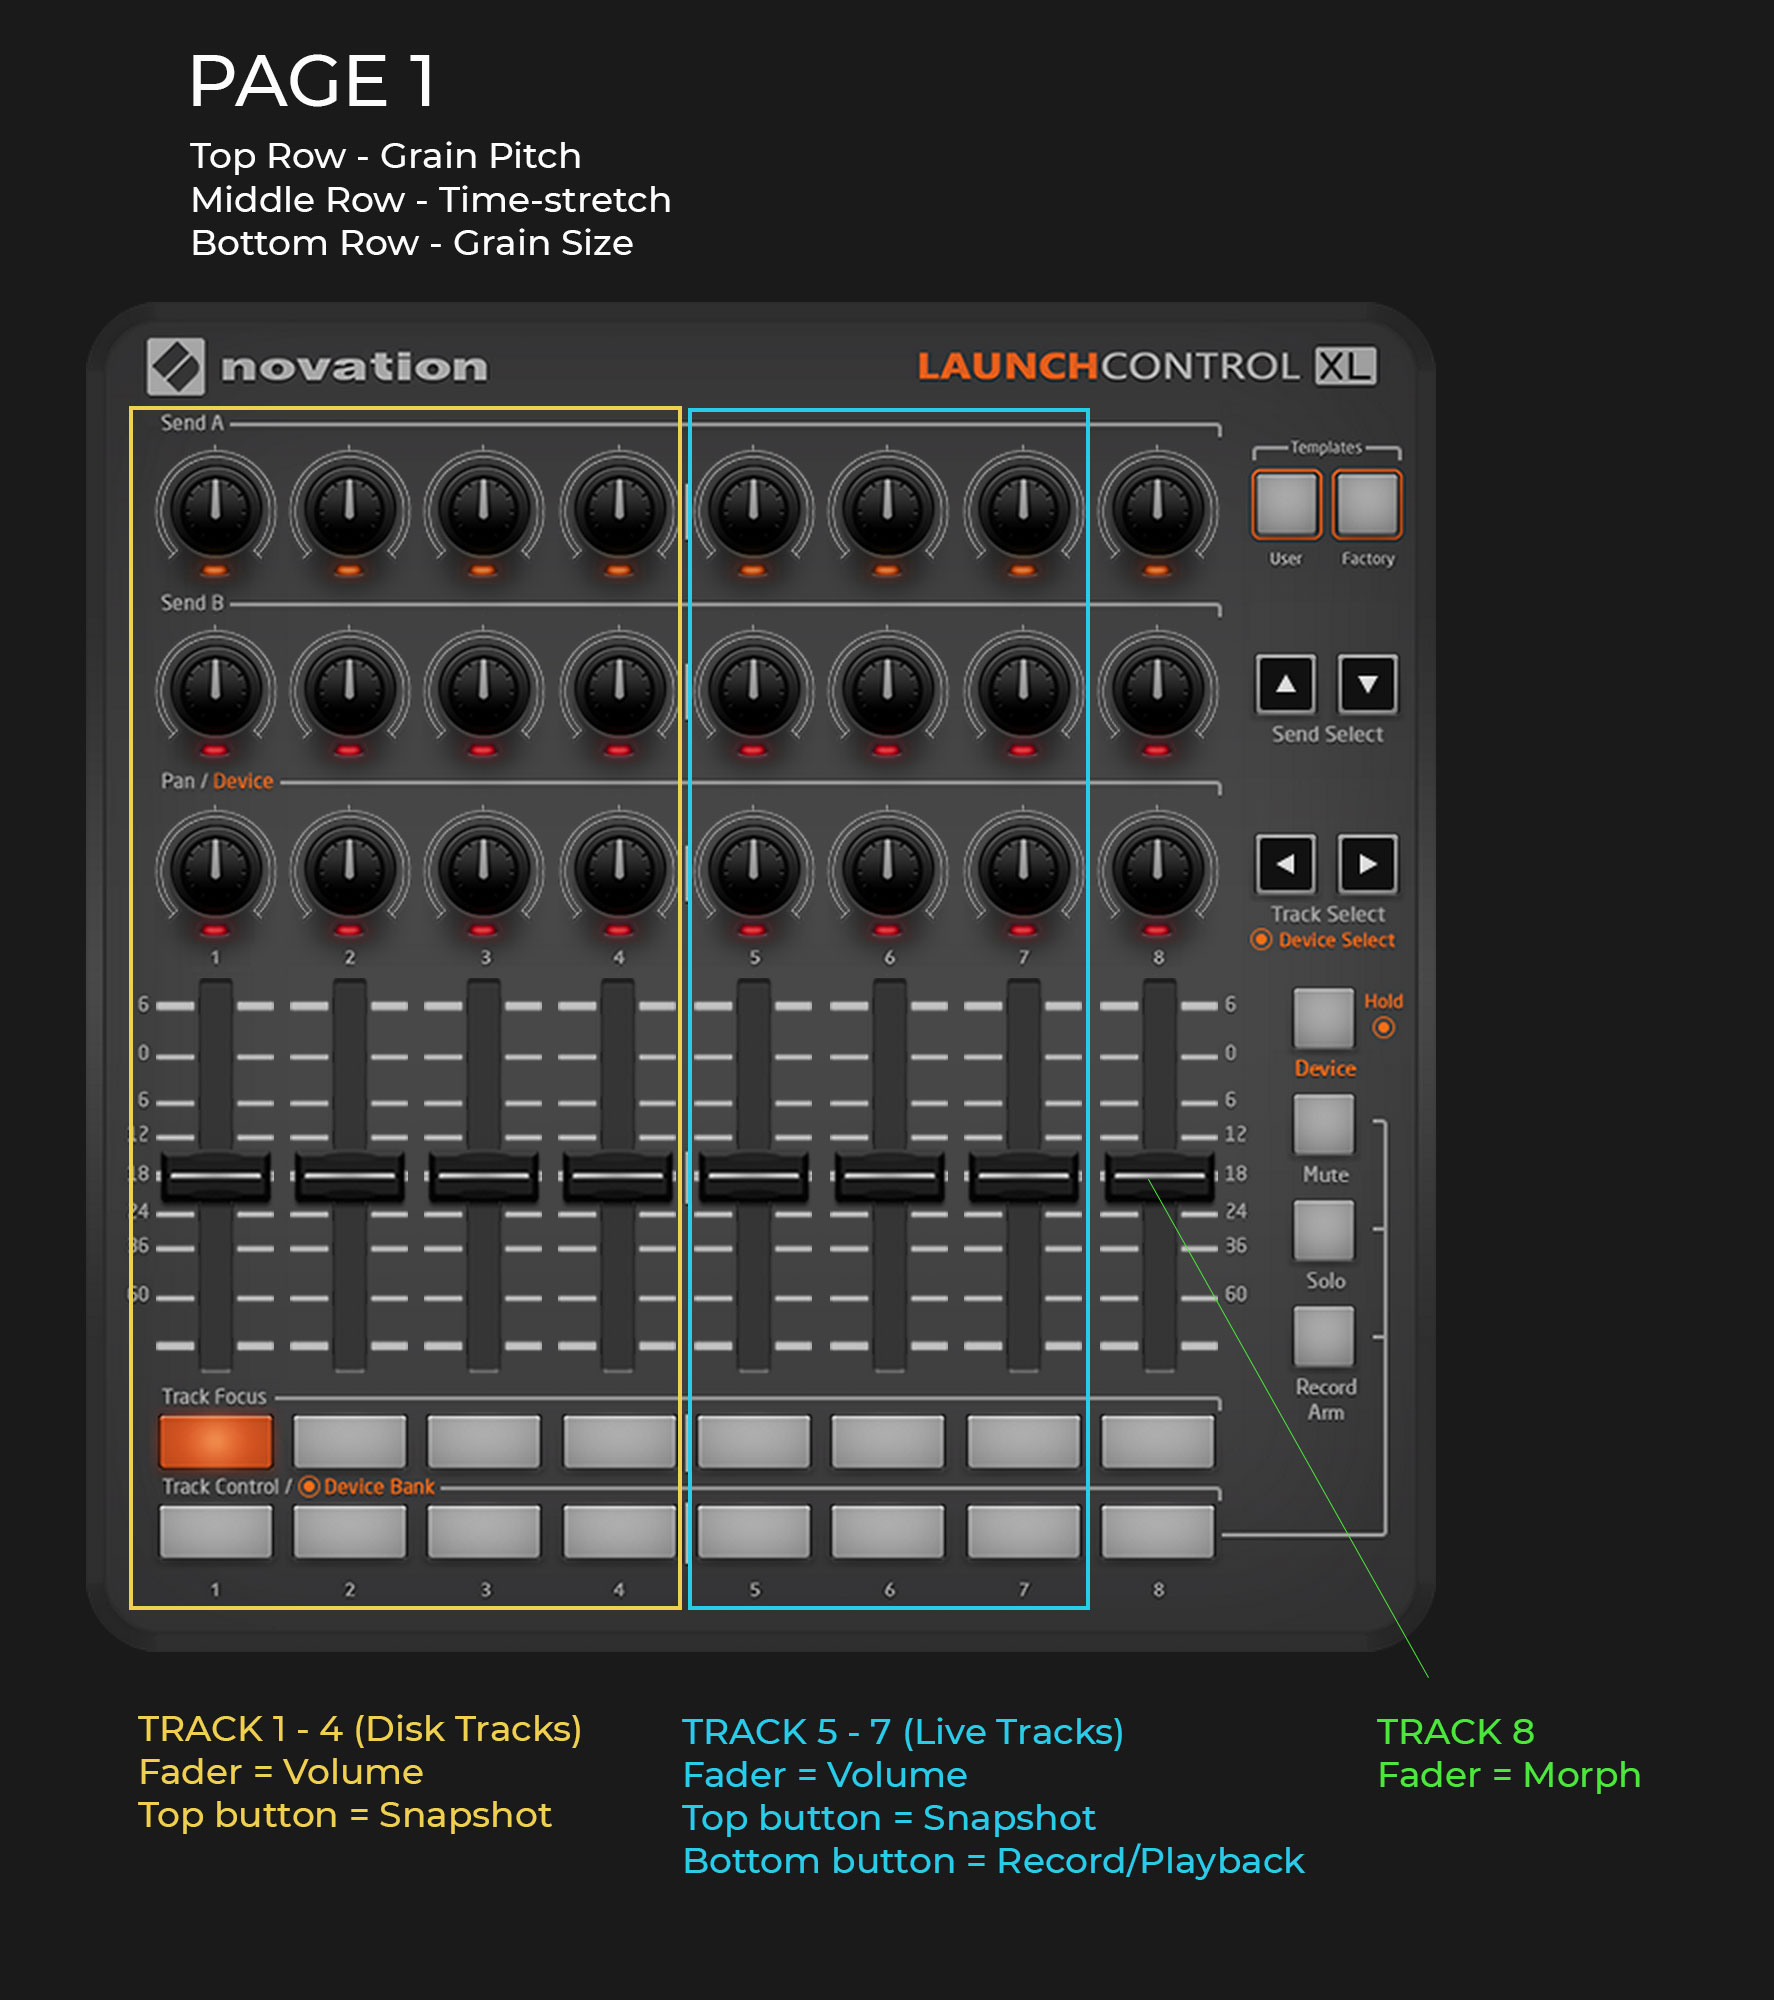 PAGE 1
Top Row - Grain Pitch
Middle Row - Time-stretch
Bottom Row - Grain Size
novation
LAUNCHCONTROL XL
Send A
Templates
User Factory
Send B
Send Select
Pan / Device
Track Select
Device Select
1 2 3 4 5 6 7 8
6 6
Hold
0 0
Device
6 6
12 12
18 18
Mute
24 24
36 36
Solo
60 60
Record
Arm
Track Focus
Track Control / Device Bank
1 2 3 4 5 6 7 8
TRACK 1 - 4 (Disk Tracks)
Fader = Volume
Top button = Snapshot
TRACK 5 - 7 (Live Tracks)
Fader = Volume
Top button = Snapshot
Bottom button = Record/Playback
TRACK 8
Fader = Morph